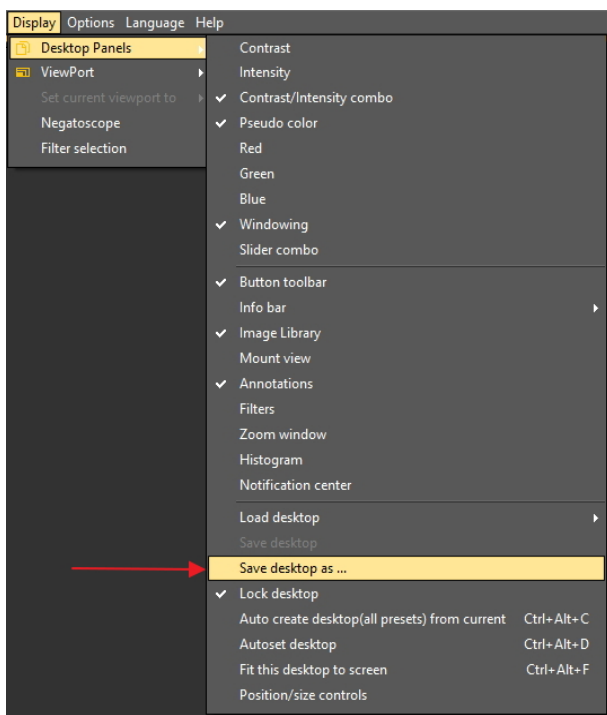 Display Options Language Help
Desktop Panels
ViewPort
Set current viewport to
Negatoscope
Filter selection
Contrast
Intensity
Contrast/Intensity combo
Pseudo color
Red
Green
Blue
Windowing
Slider combo
Button toolbar
Info bar
Image Library
Mount view
Annotations
Filters
Zoom window
Histogram
Notification center
Load desktop
Save desktop
Save desktop as ...
Lock desktop
Auto create desktop(all presets) from current Ctrl+Alt+C
Autoset desktop Ctrl+Alt+D
Fit this desktop to screen Ctrl+Alt+F
Position/size controls